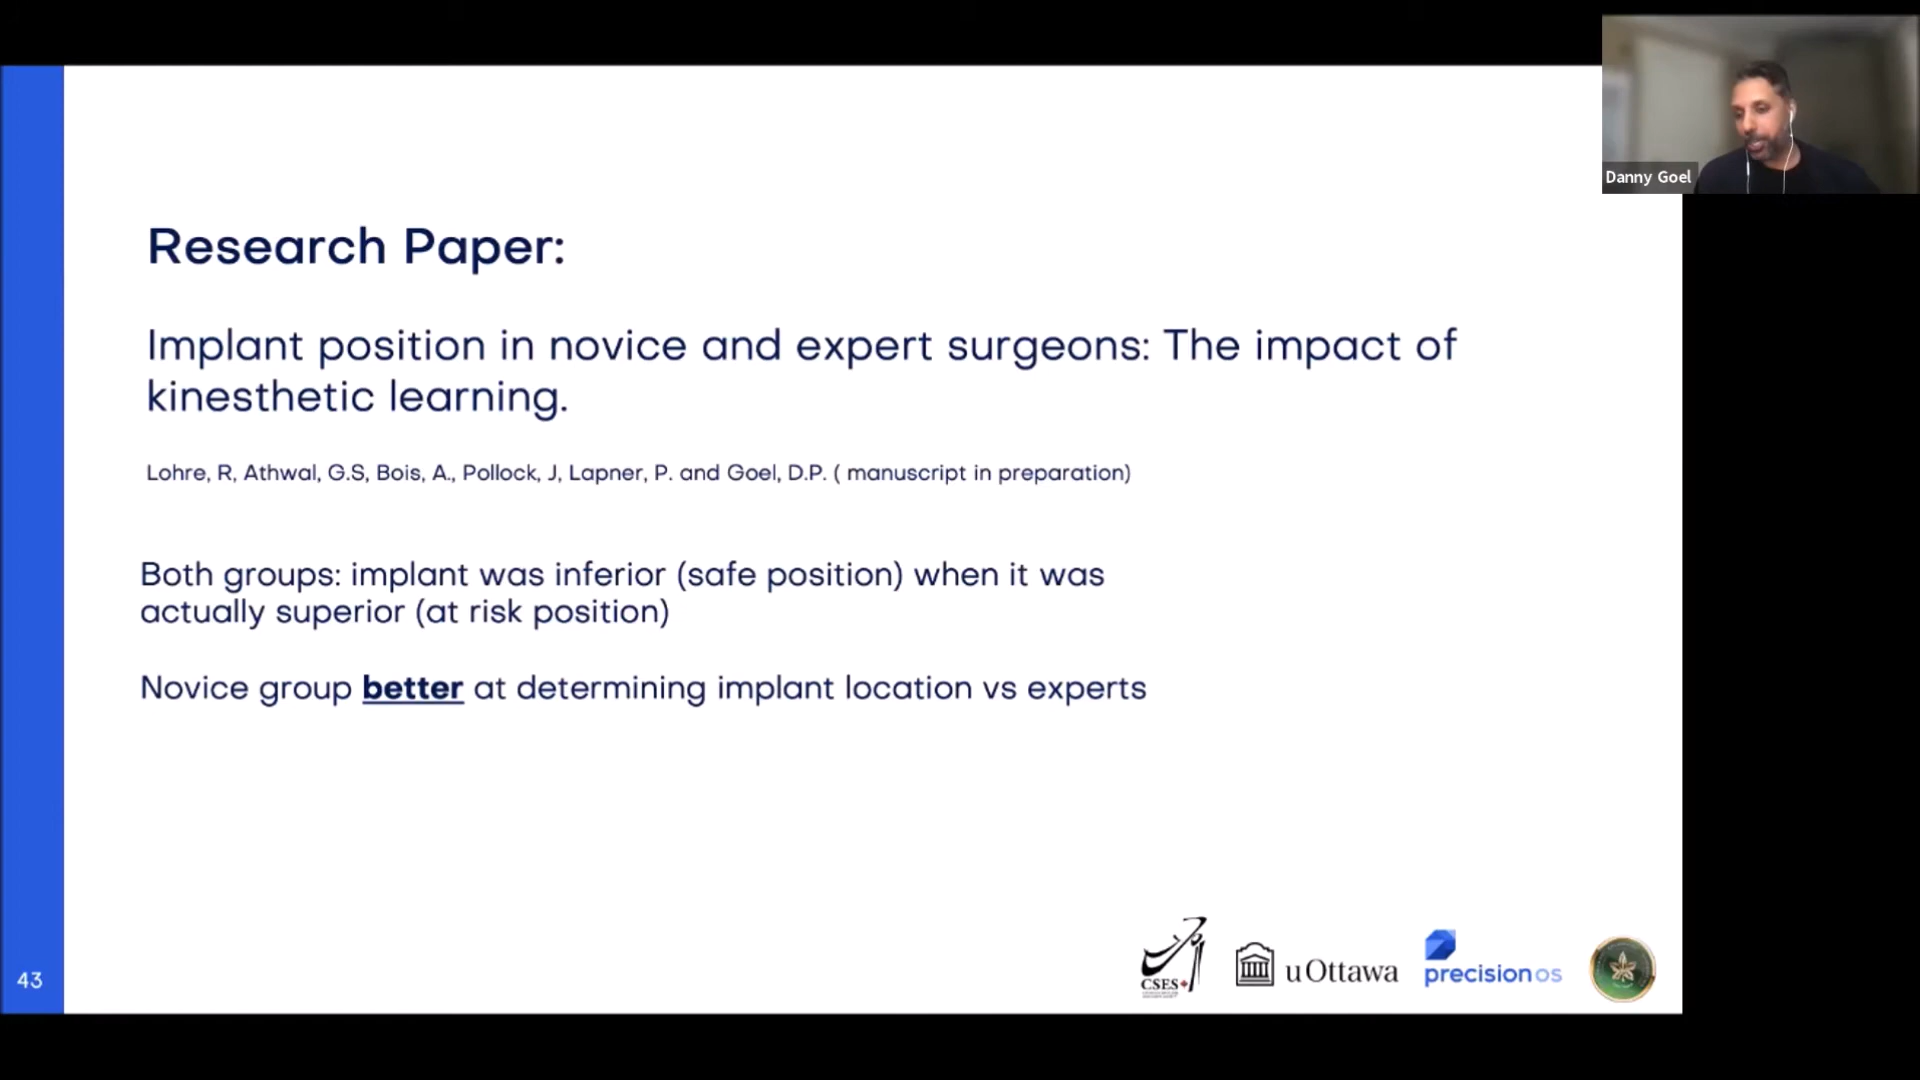 Danny Goel
Research Paper:
Implant position in novice and expert surgeons: The impact of
kinesthetic learning.
Lohre, R, Athwal, G.S, Bois, A., Pollock, J, Lapner, P. and Goel, D.P. ( manuscript in preparation)
Both groups: implant was inferior (safe position) when it was
actually superior (at risk position)
Novice group better at determining implant location vs experts
43
CSES
uOttawa
precision os